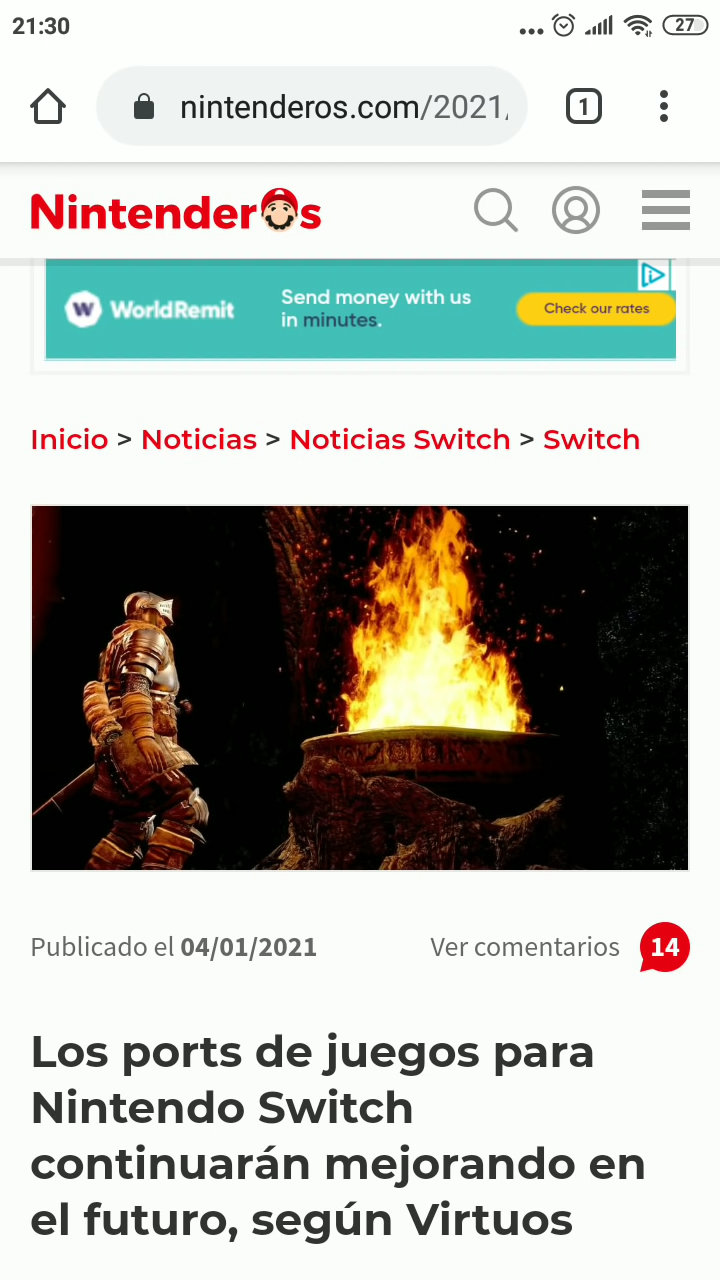 21:30
27
nintenderos.com/2021/
1
Nintenderos
WorldRemit
Send money with us
in minutes.
Check our rates
Inicio > Noticias > Noticias Switch > Switch
Publicado el 04/01/2021
Ver comentarios 14
Los ports de juegos para
Nintendo Switch
continuarán mejorando en
el futuro, según Virtuos